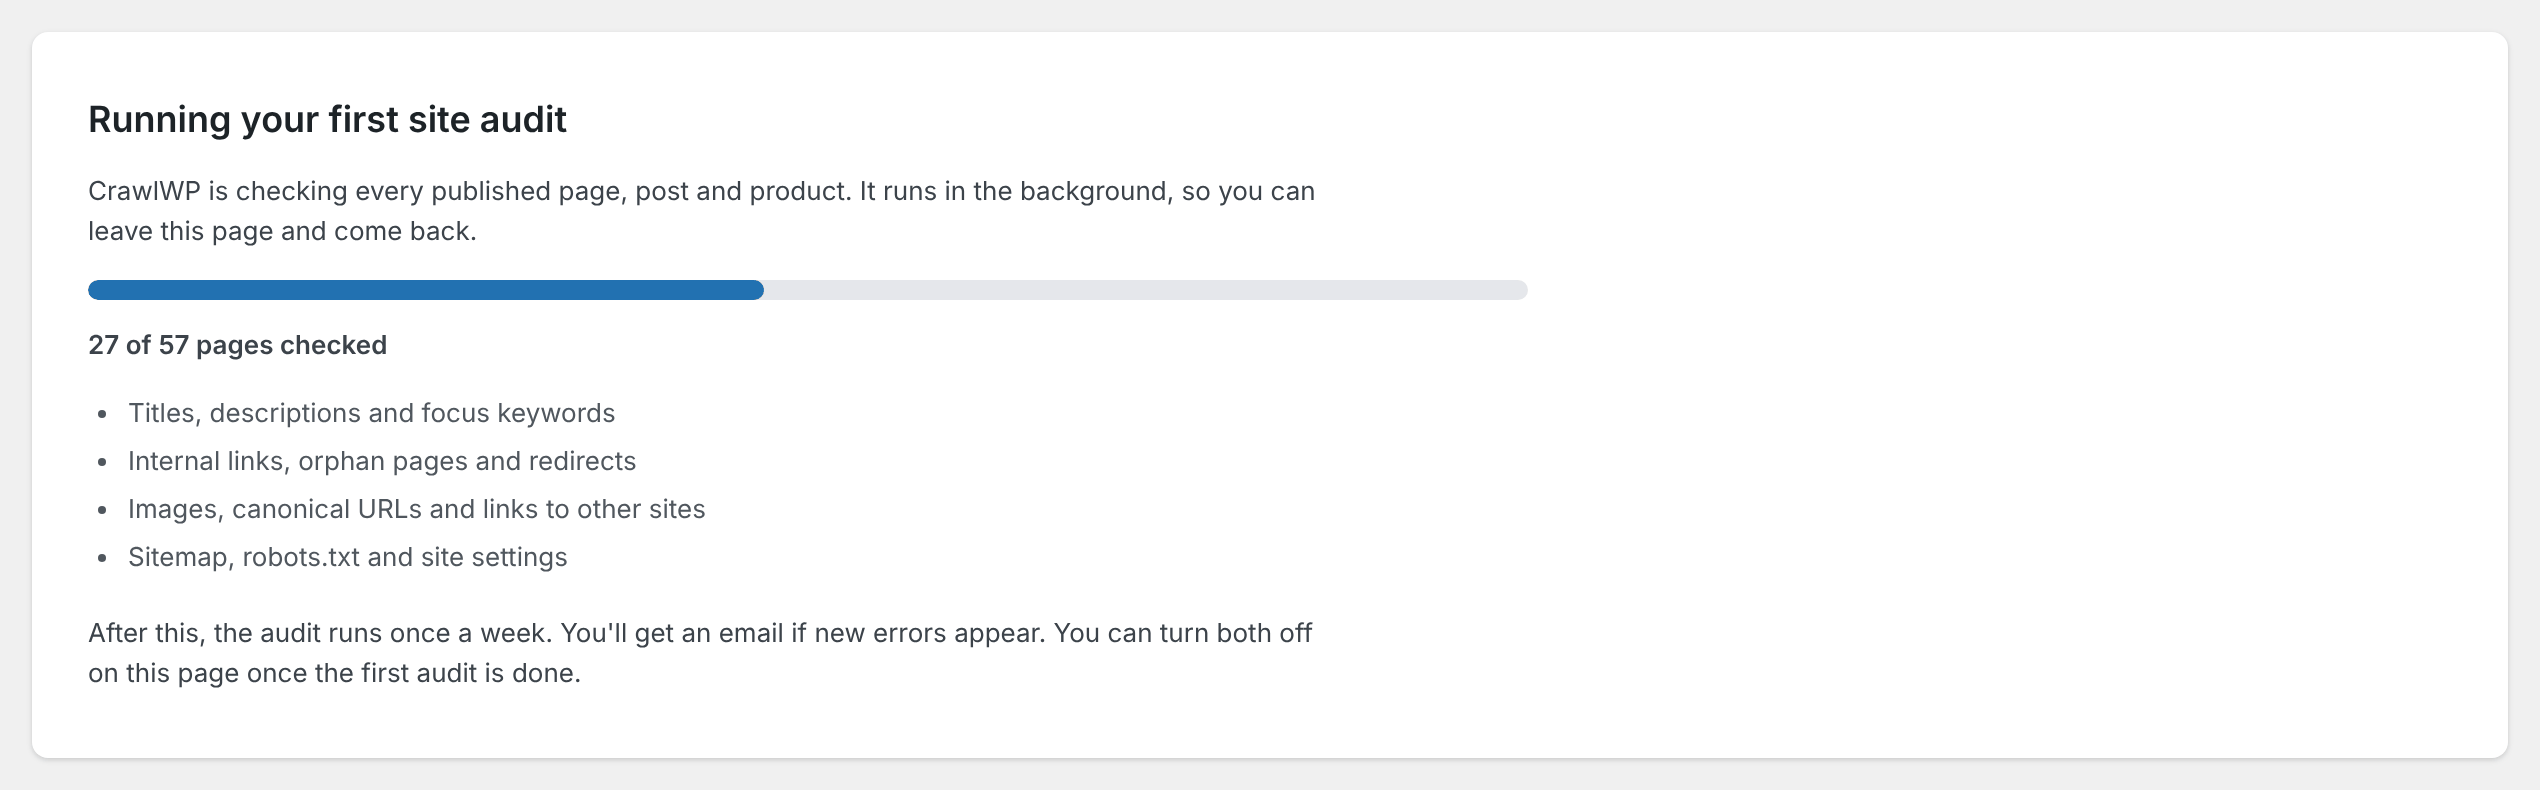 Running your first site audit
CrawlWP is checking every published page, post and product. It runs in the background, so you can
leave this page and come back.
27 of 57 pages checked
• Titles, descriptions and focus keywords
• Internal links, orphan pages and redirects
• Images, canonical URLs and links to other sites
• Sitemap, robots.txt and site settings
After this, the audit runs once a week. You'll get an email if new errors appear. You can turn both off
on this page once the first audit is done.